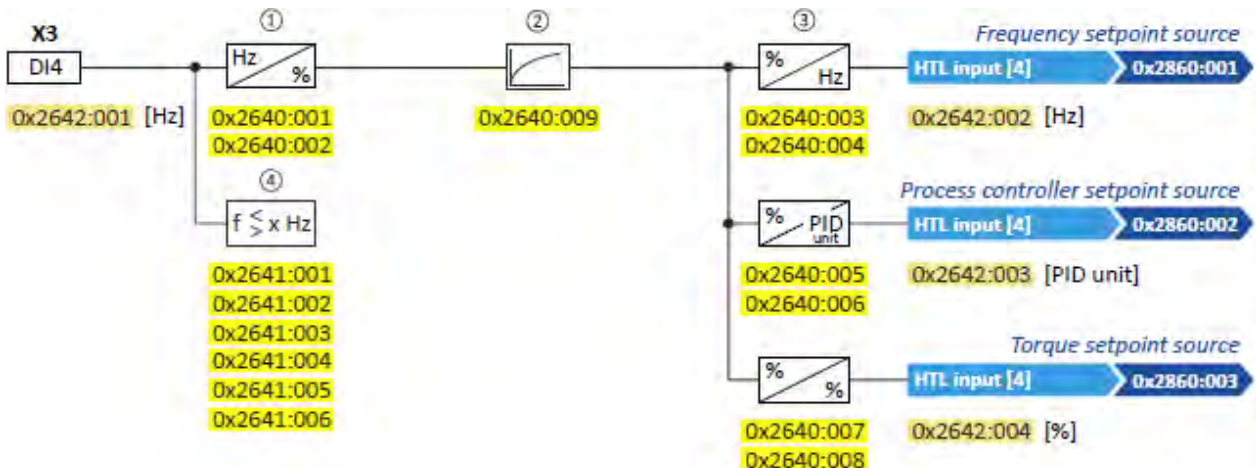 ① ② ③
X3
DI4
0x2642:001 [Hz]
Hz %
0x2640:001
0x2640:002
④
f ≶ x Hz
0x2641:001
0x2641:002
0x2641:003
0x2641:004
0x2641:005
0x2641:006
0x2640:009
% Hz
0x2640:003
0x2640:004
Frequency setpoint source
HTL input [4] 0x2860:001
0x2642:002 [Hz]
% PID unit
0x2640:005
0x2640:006
Process controller setpoint source
HTL input [4] 0x2860:002
0x2642:003 [PID unit]
% %
0x2640:007
0x2640:008
Torque setpoint source
HTL input [4] 0x2860:003
0x2642:004 [%]